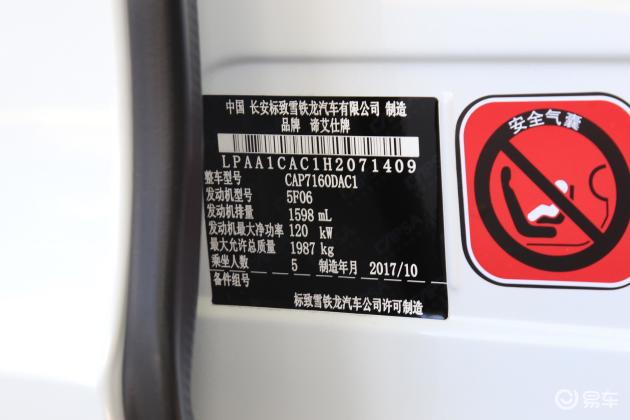 中国 长安标致雪铁龙汽车有限公司 制造
品牌 谛艾仕牌
LPAA1CAC1H2071409
整车型号 CAP7160DAC1
发动机型号 5F06
发动机排量 1598 mL
发动机最大净功率 120 kW
最大允许总质量 1987 kg
乘坐人数 5 制造年月 2017/10
备件组号
标致雪铁龙汽车公司许可制造
安全气囊
易车